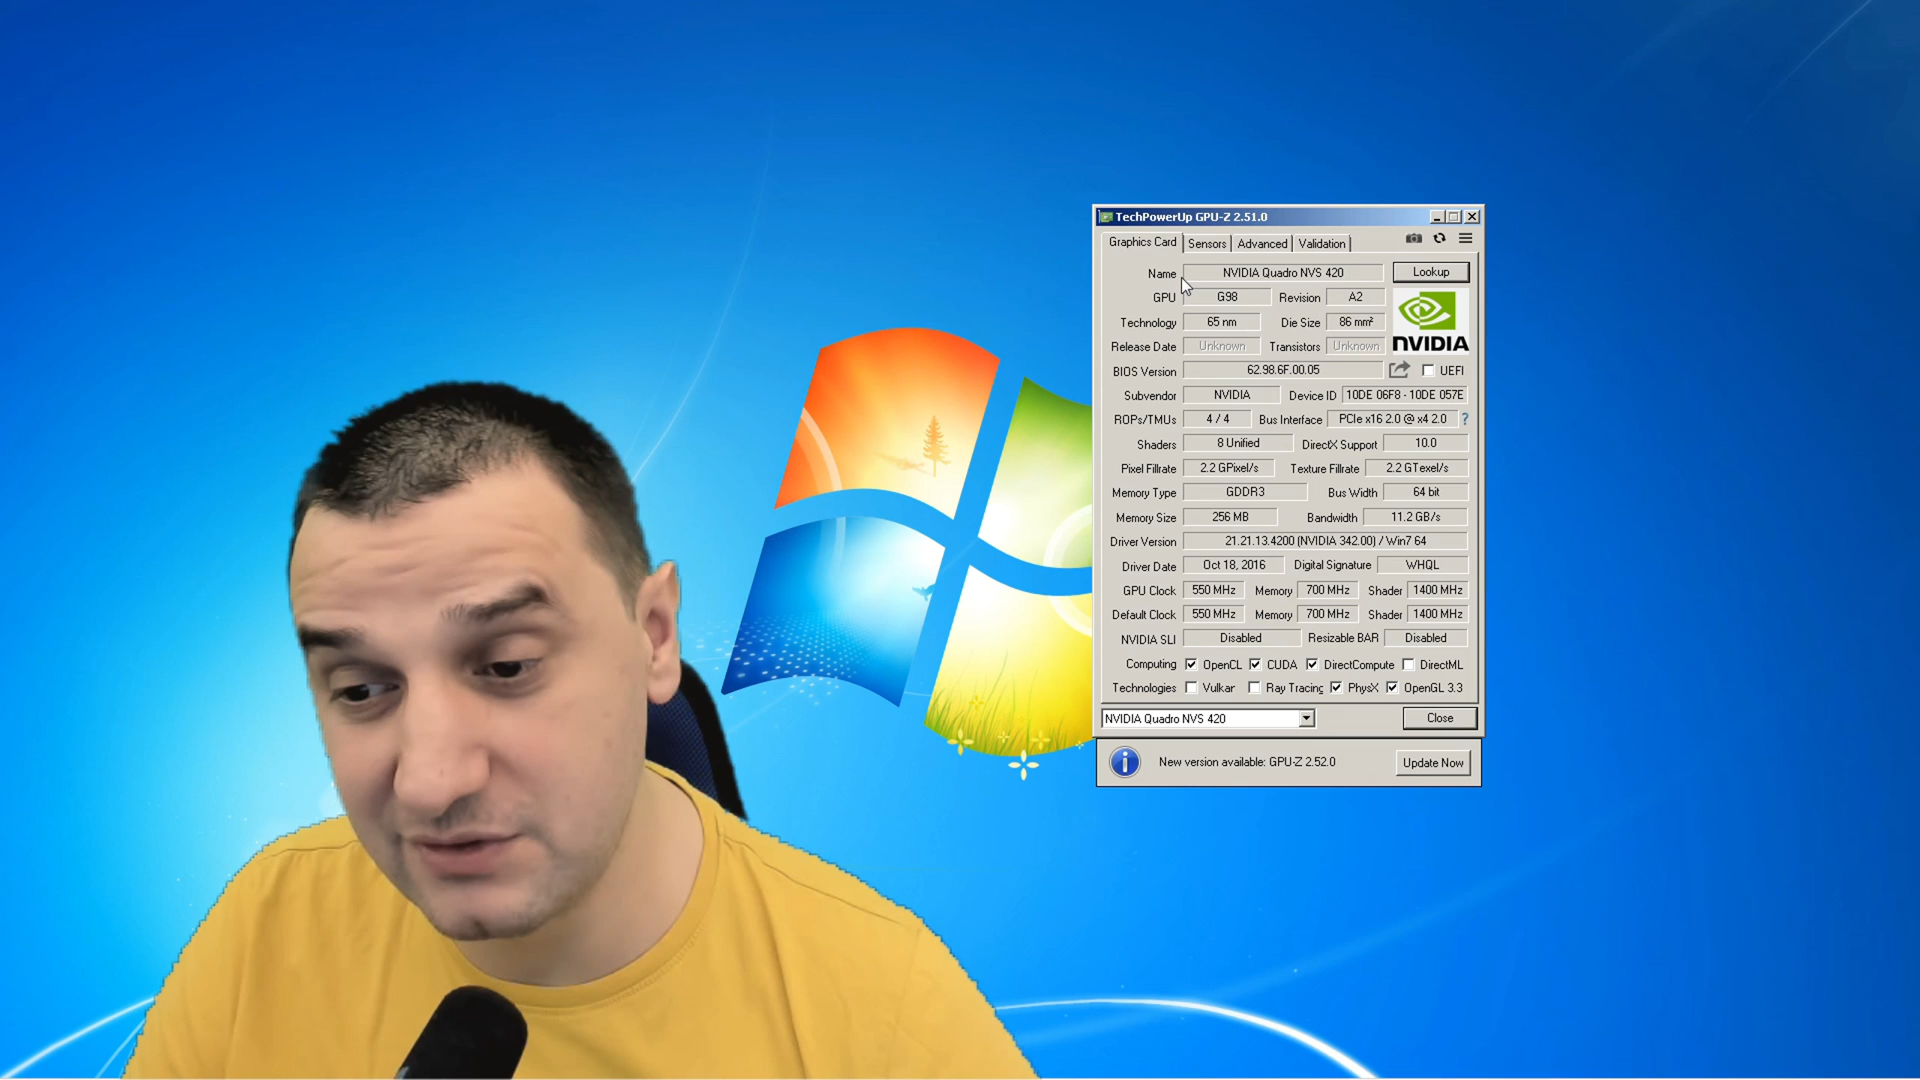 TechPowerUp GPU-Z 2.51.0
Graphics Card Sensors Advanced Validation
Name NVIDIA Quadro NVS 420 Lookup
GPU G98 Revision A2
Technology 65 nm Die Size 86 mm²
Release Date Unknown Transistors Unknown
NVIDIA
BIOS Version 62.98.6F.00.05 UEFI
Subvendor NVIDIA Device ID 10DE 06F8 - 10DE 057E
ROPs/TMUs 4 / 4 Bus Interface PCIe x16 2.0 @ x4 2.0 ?
Shaders 8 Unified DirectX Support 10.0
Pixel Fillrate 2.2 GPixel/s Texture Fillrate 2.2 GTexel/s
Memory Type GDDR3 Bus Width 64 bit
Memory Size 256 MB Bandwidth 11.2 GB/s
Driver Version 21.21.13.4200 (NVIDIA 342.00) / Win7 64
Driver Date Oct 18, 2016 Digital Signature WHQL
GPU Clock 550 MHz Memory 700 MHz Shader 1400 MHz
Default Clock 550 MHz Memory 700 MHz Shader 1400 MHz
NVIDIA SLI Disabled Resizable BAR Disabled
Computing OpenCL CUDA DirectCompute DirectML
Technologies Vulkan Ray Tracing PhysX OpenGL 3.3
NVIDIA Quadro NVS 420 Close
New version available: GPU-Z 2.52.0 Update Now